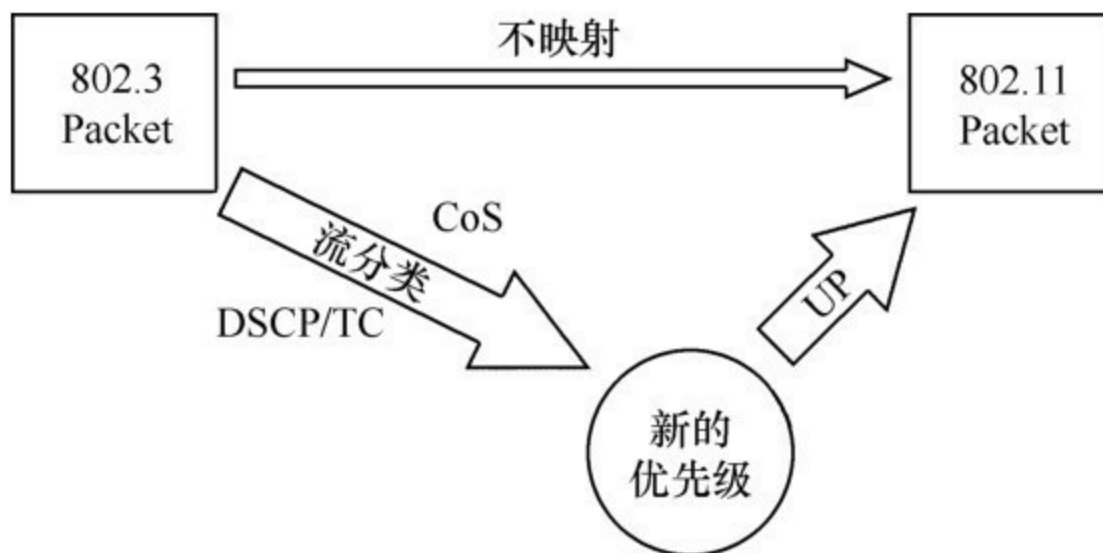 不映射
802.3
Packet
802.11
Packet
CoS
流分类
DSCP/TC
UP
新的
优先级